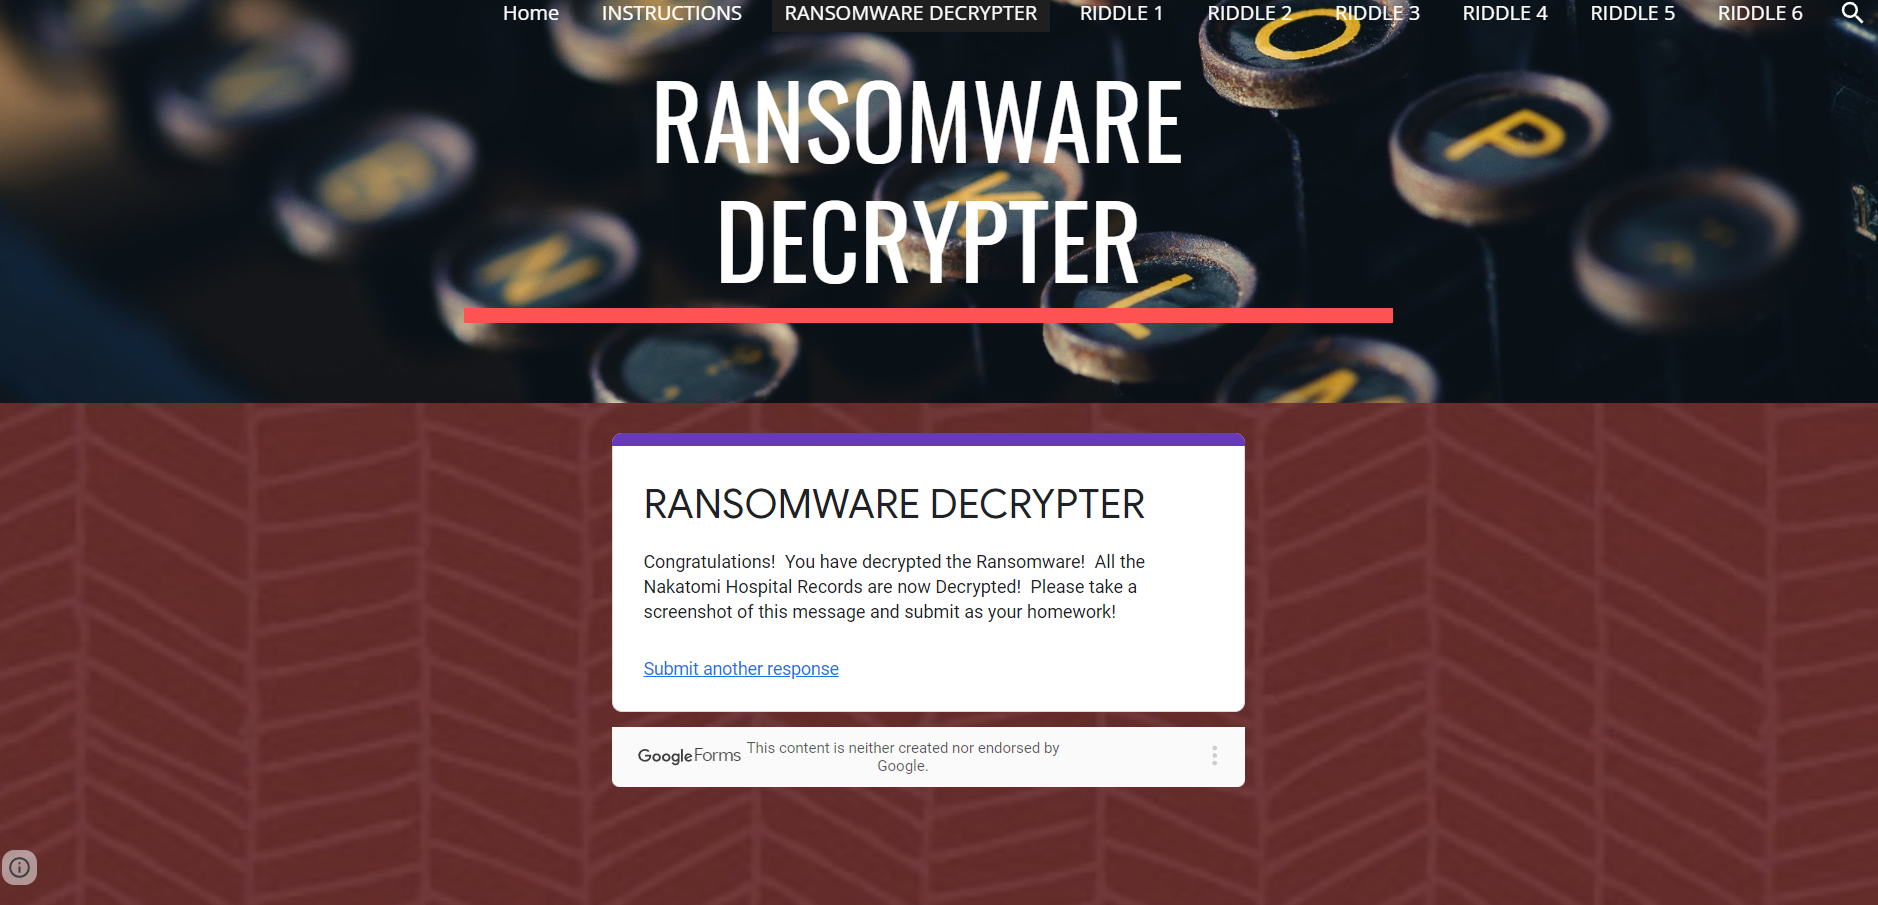 Home INSTRUCTIONS RANSOMWARE DECRYPTER RIDDLE 1 RIDDLE 2 RIDDLE 3 RIDDLE 4 RIDDLE 5 RIDDLE 6
RANSOMWARE
DECRYPTER
O
P
K
N
I
RANSOMWARE DECRYPTER
Congratulations!  You have decrypted the Ransomware!  All the
Nakatomi Hospital Records are now Decrypted!  Please take a
screenshot of this message and submit as your homework!
Submit another response
Google Forms This content is neither created nor endorsed by
Google.